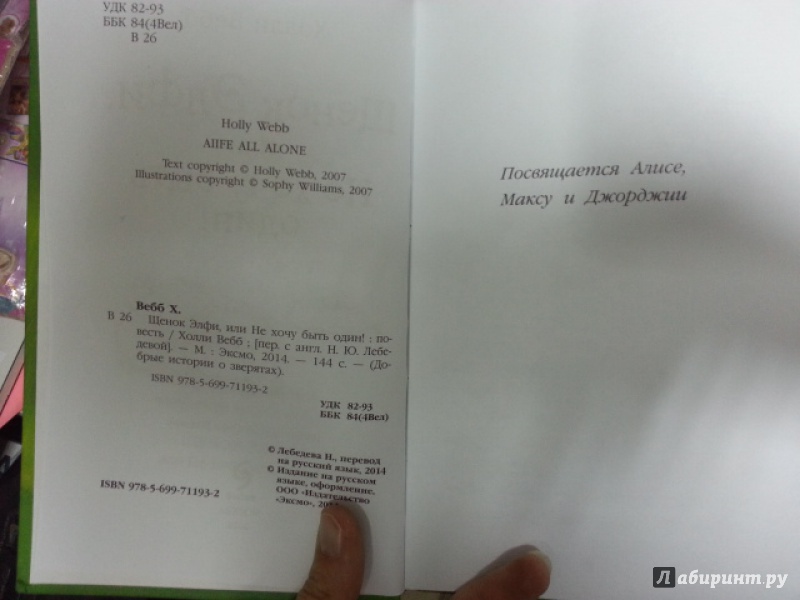 УДК 82-93
ББК 84(4Вел)
В 26
Holly Webb
AIIFE ALL ALONE
Text copyright © Holly Webb, 2007
Illustrations copyright © Sophy Williams, 2007
Вебб Х.
В 26 Щенок Элфи, или Не хочу быть один! : по-
весть / Холли Вебб ; [пер. с англ. Н. Ю. Лебе-
девой]. — М. : Эксмо, 2014. — 144 с. — (До-
брые истории о зверятах).
ISBN 978-5-699-71193-2
УДК 82-93
ББК 84(4Вел)
© Лебедева Н., перевод
на русский язык, 2014
© Издание на русском
языке, оформление.
ООО «Издательство
«Эксмо»,
ISBN 978-5-699-71193-2
Посвящается Алисе,
Максу и Джорджии
Лабиринт.ру